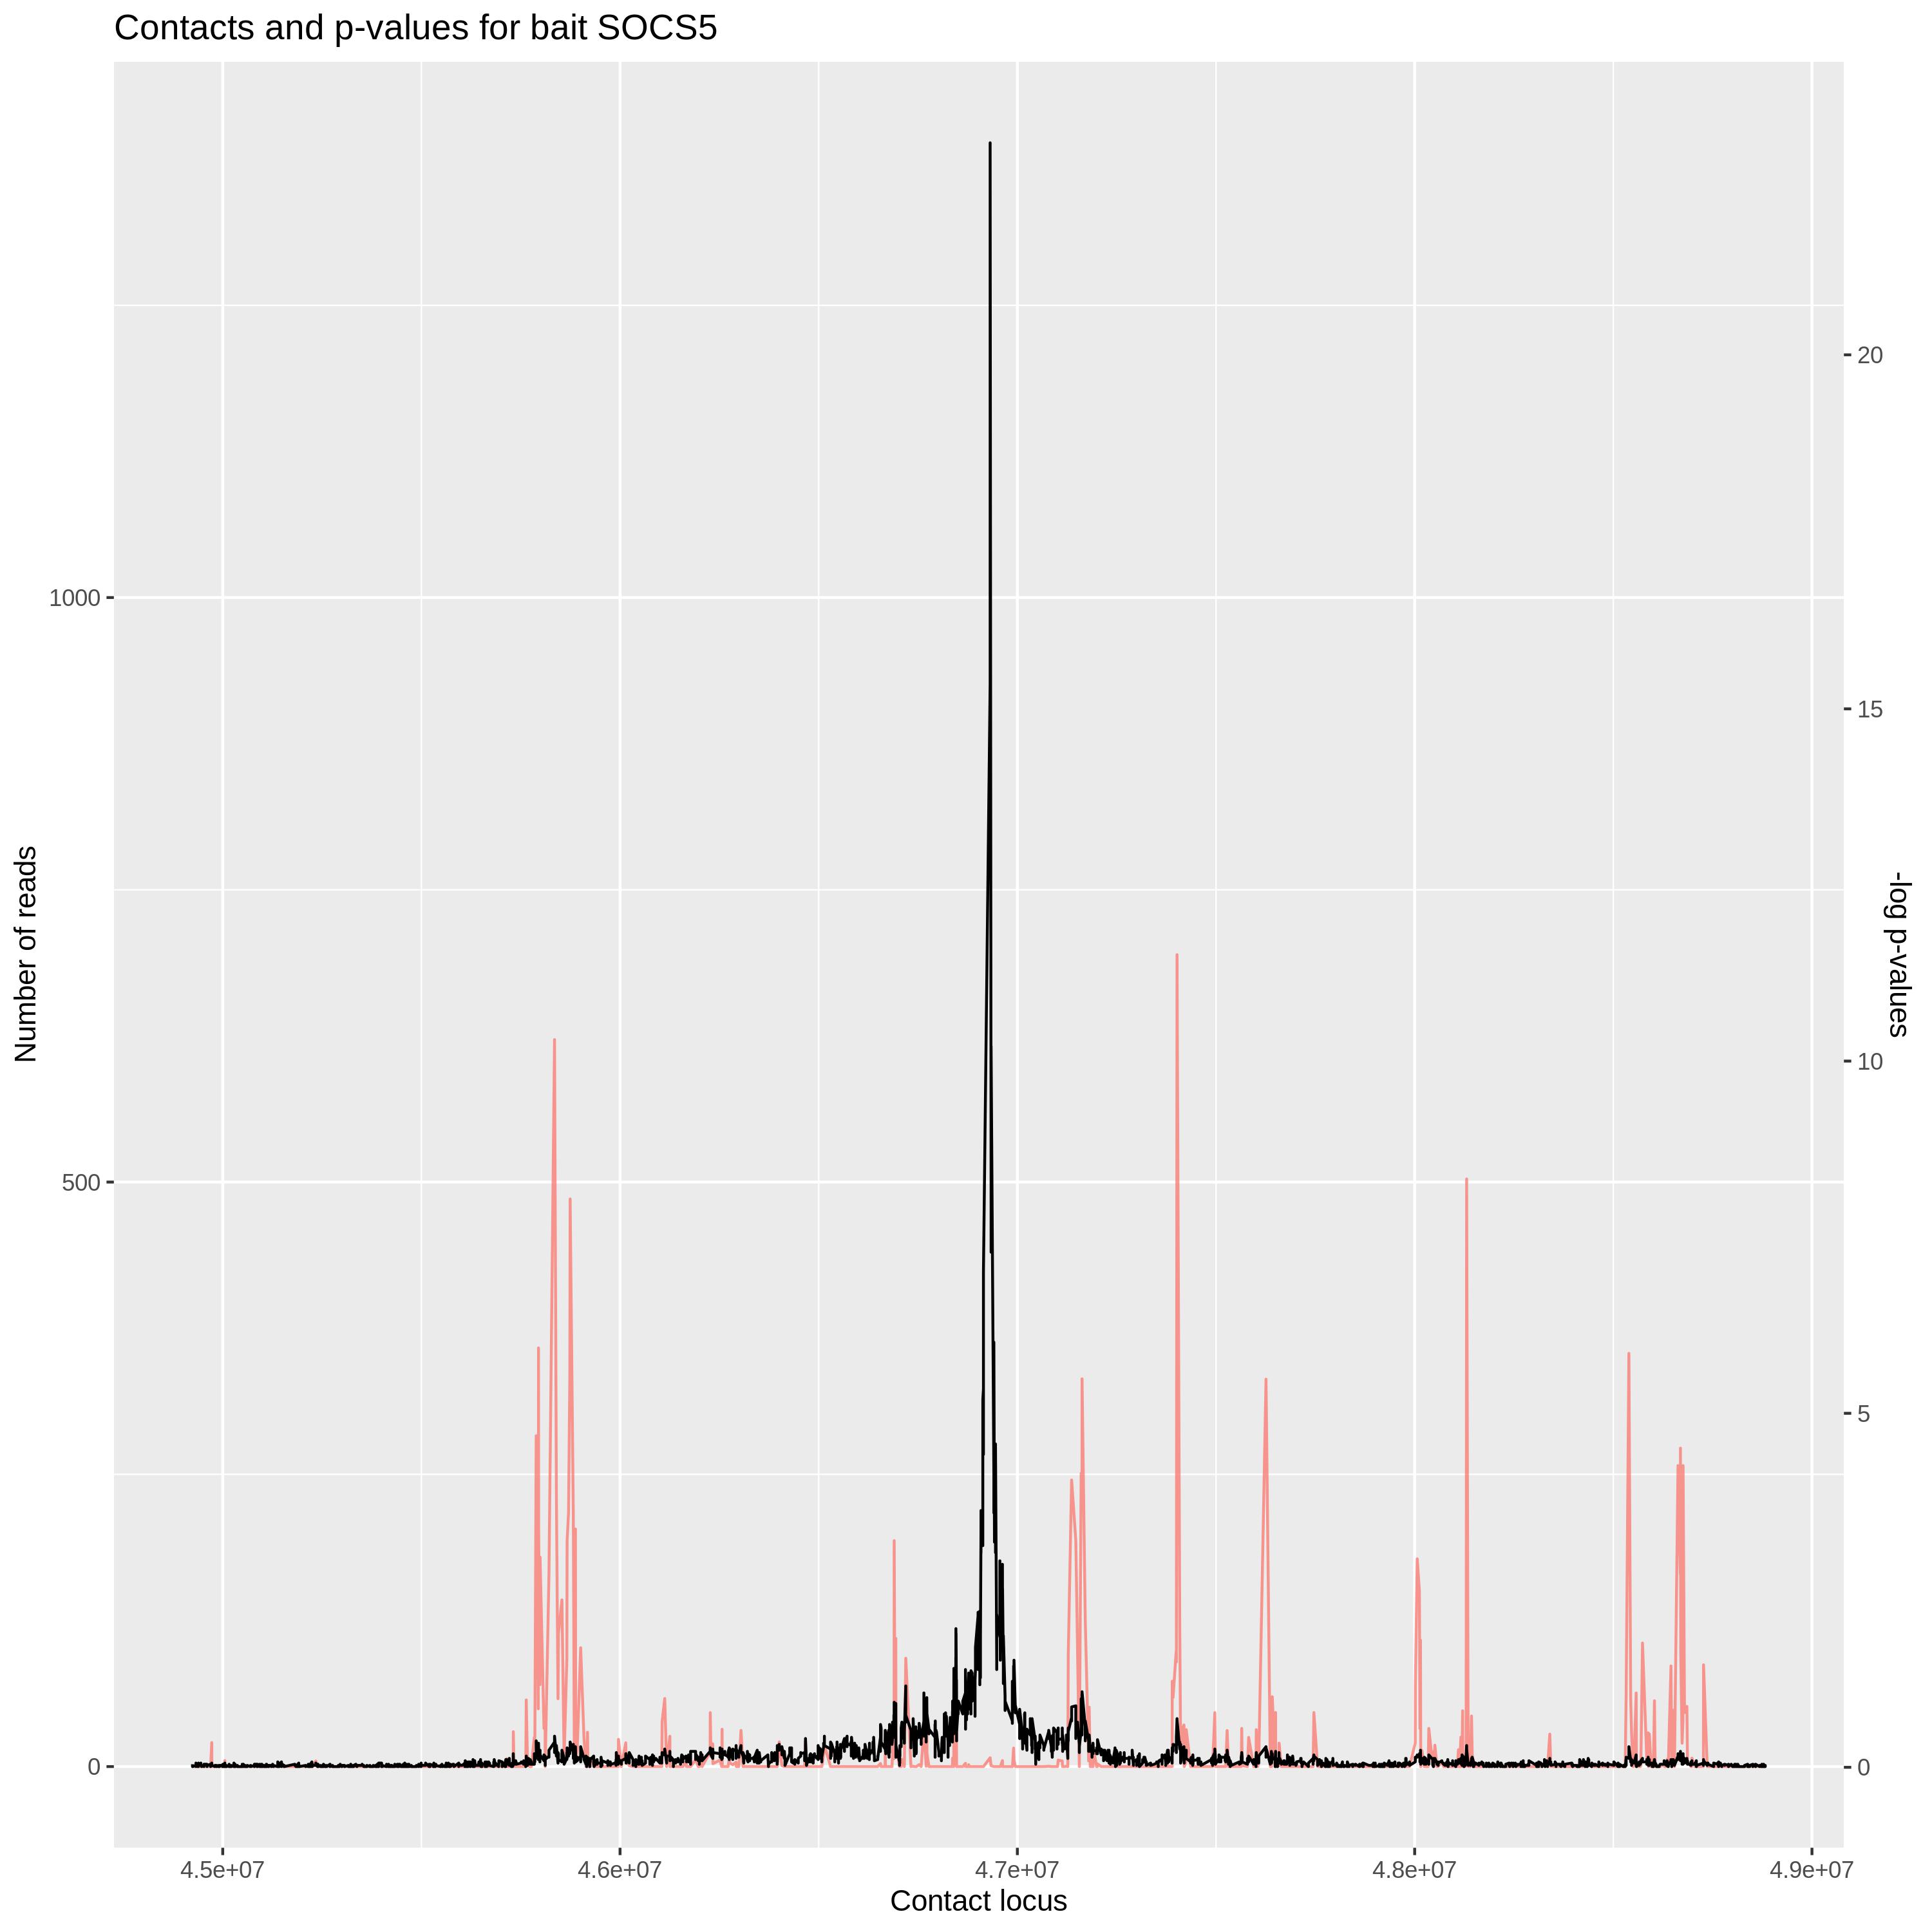 Contacts and p-values for bait SOCS5
Number of reads
1000
500
0
20
15
10
5
0
-log p-values
4.5e+07
4.6e+07
4.7e+07
4.8e+07
4.9e+07
Contact locus